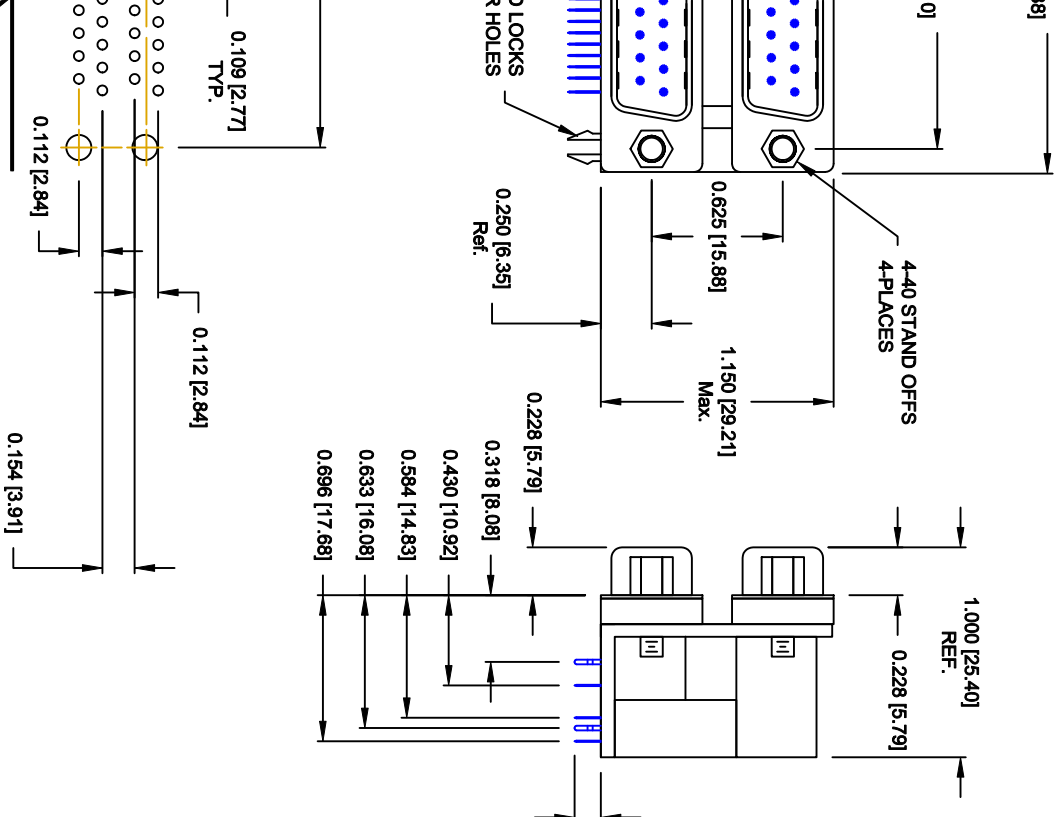 38]
0]
4-40 STAND OFFS
4-PLACES
D LOCKS
R HOLES
0.625 [15.88]
0.250 [6.35]
Ref.
1.150 [29.21]
Max.
0.109 [2.77]
TYP.
0.112 [2.84]
0.112 [2.84]
0.154 [3.91]
1.000 [25.40]
REF.
0.228 [5.79]
0.228 [5.79]
0.318 [8.08]
0.430 [10.92]
0.584 [14.83]
0.633 [16.08]
0.696 [17.68]